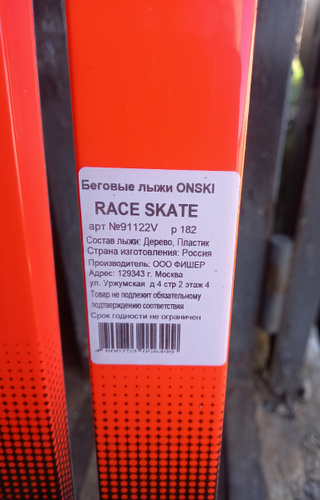 Беговые лыжи ONSKI
RACE SKATE
арт №91122V р 182
Состав лыжи: Дерево, Пластик
Страна изготовления: Россия
Производитель: ООО ФИШЕР
Адрес: 129343 г. Москва
ул. Уржумская д 4 стр 2 этаж 4
Товар не подлежит обязательному
подтверждению соответствия
Срок годности не ограничен